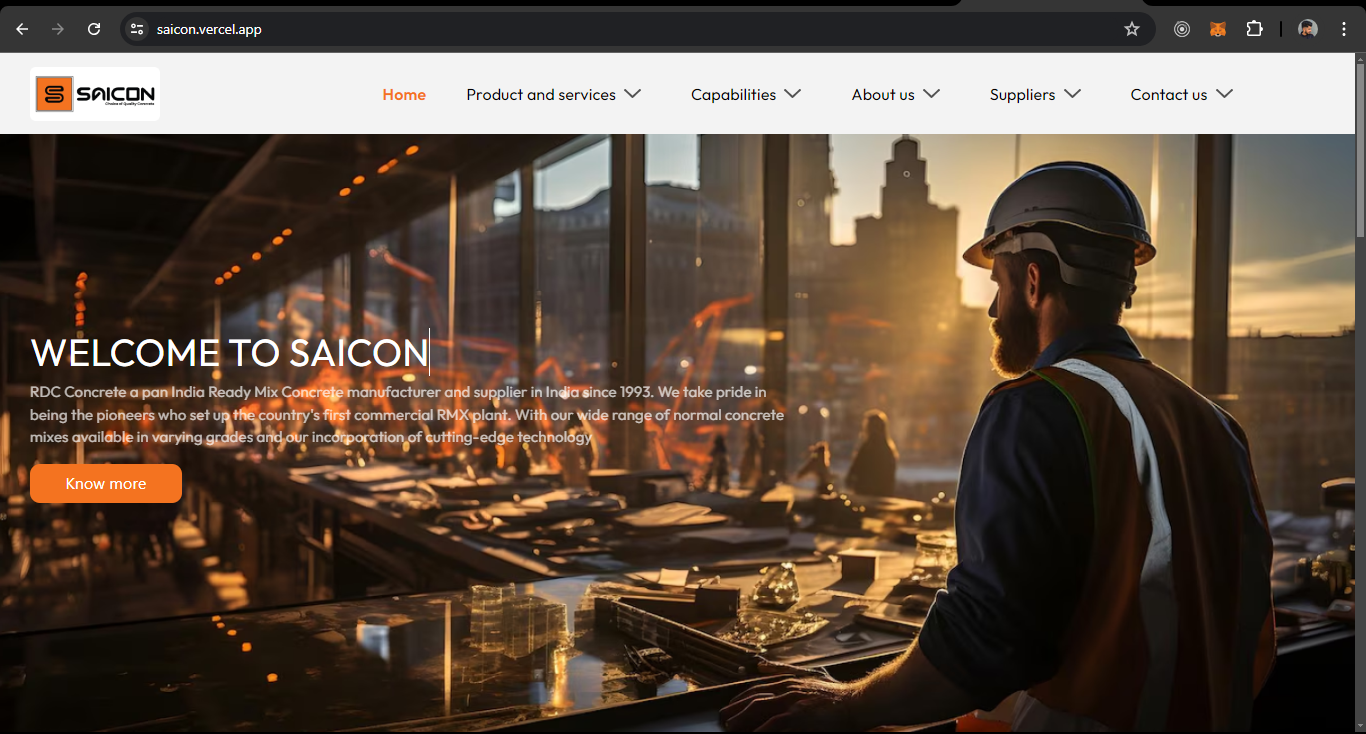 saicon.vercel.app
SAICON
Choice of Quality Concrete
Home Product and services Capabilities About us Suppliers Contact us
WELCOME TO SAICON
RDC Concrete a pan India Ready Mix Concrete manufacturer and supplier in India since 1993. We take pride in
being the pioneers who set up the country's first commercial RMX plant. With our wide range of normal concrete
mixes available in varying grades and our incorporation of cutting-edge technology
Know more